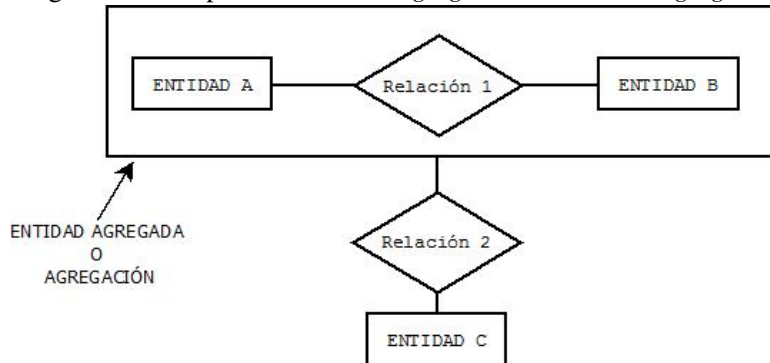 ENTIDAD A
Relación 1
ENTIDAD B
ENTIDAD AGREGADA
O
AGREGACIÓN
Relación 2
ENTIDAD C